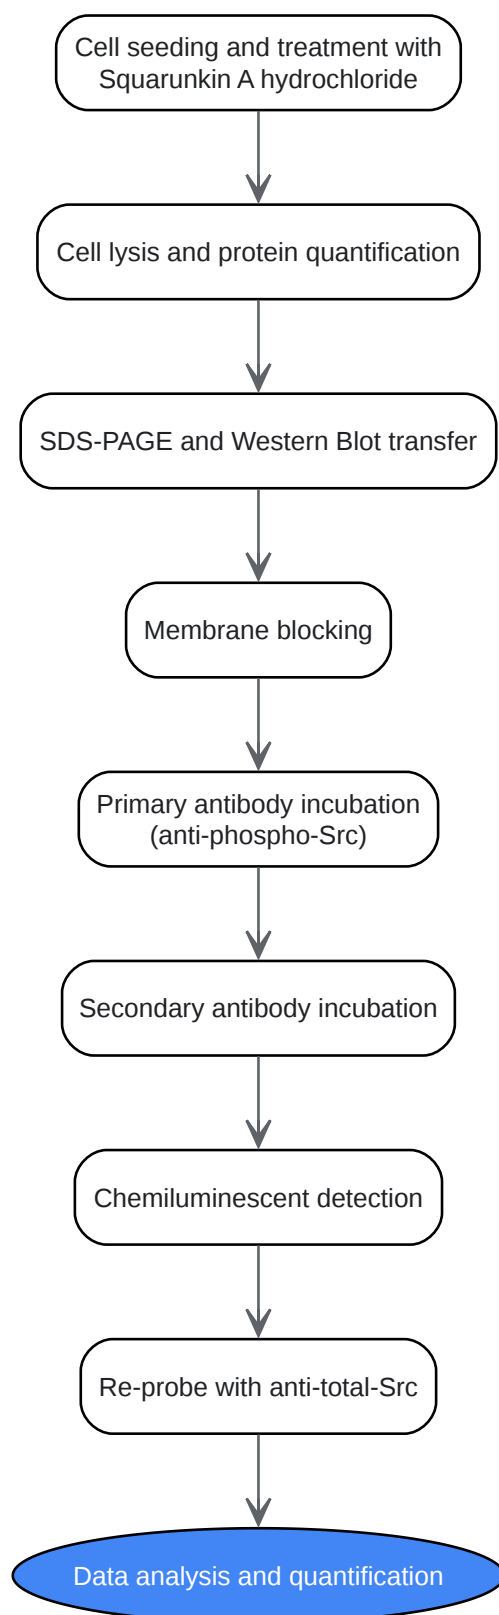 Cell seeding and treatment with
Squarunkin A hydrochloride
Cell lysis and protein quantification
SDS-PAGE and Western Blot transfer
Membrane blocking
Primary antibody incubation
(anti-phospho-Src)
Secondary antibody incubation
Chemiluminescent detection
Re-probe with anti-total-Src
Data analysis and quantification